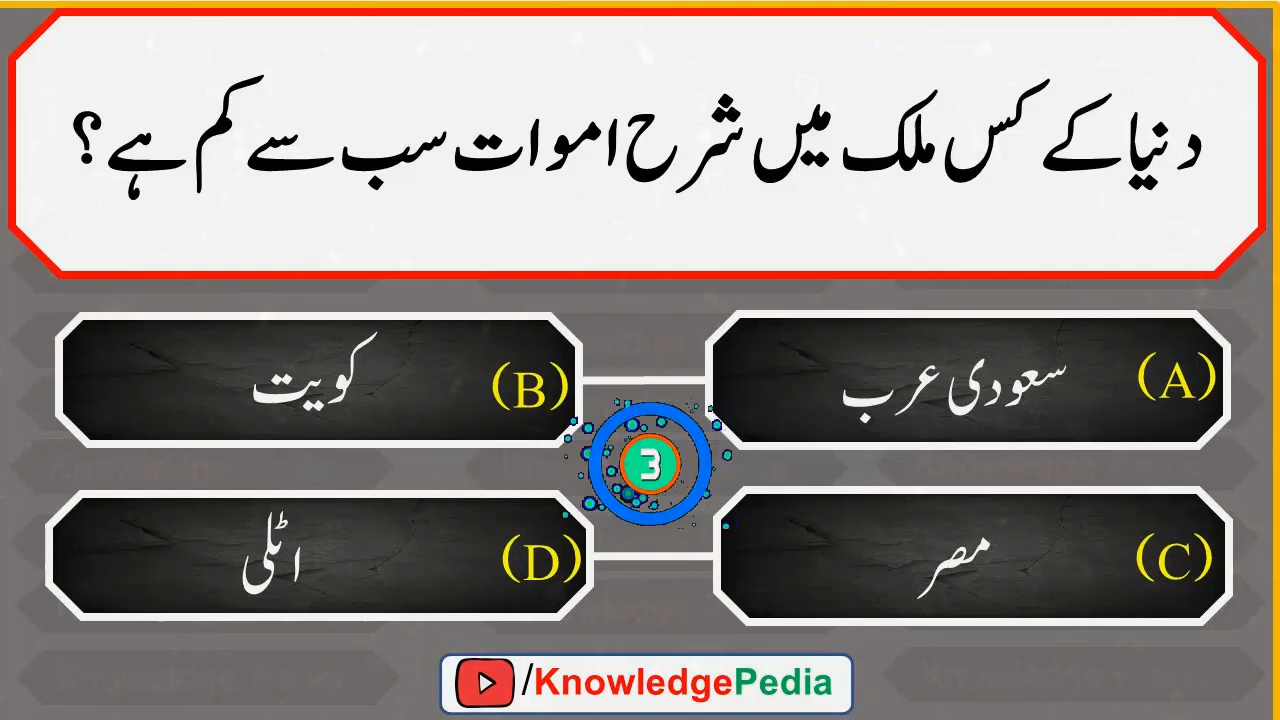 دنیا کے کس ملک میں شرح اموات سب سے کم ہے؟
(A) سعودی عرب
(B) کویت
(C) مصر
(D) اٹلی
3
/KnowledgePedia